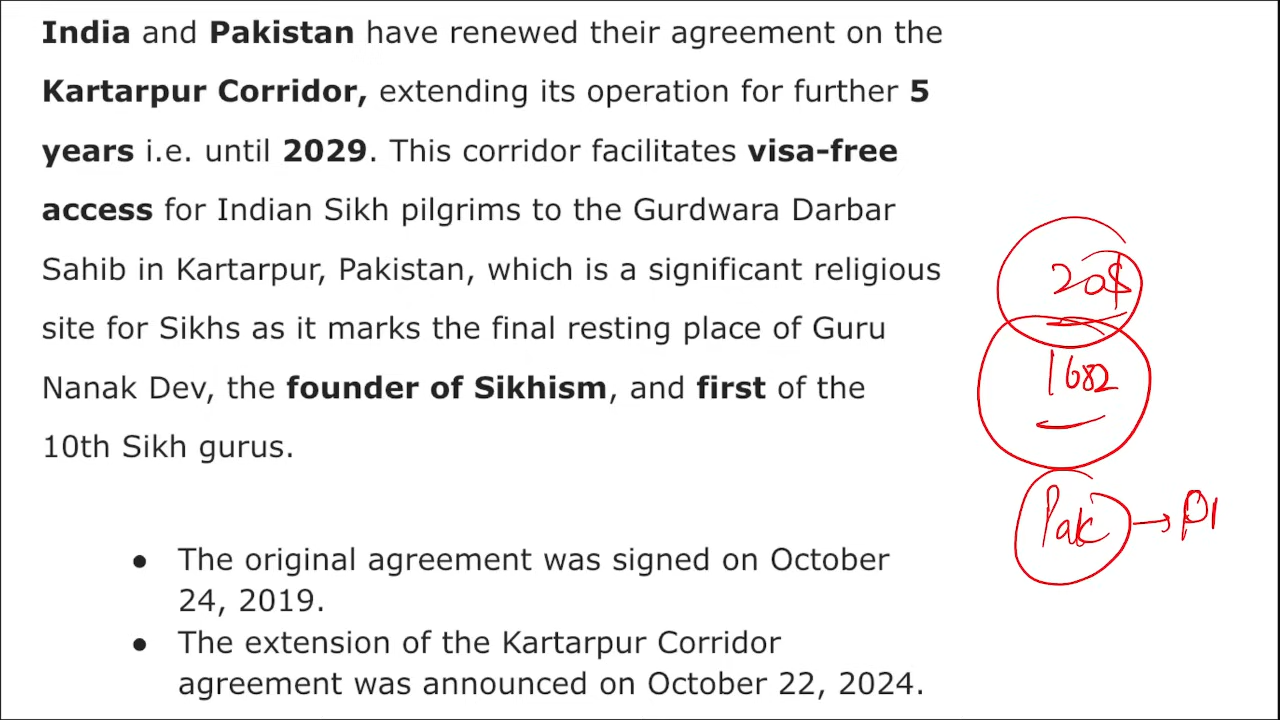 India and Pakistan have renewed their agreement on the
Kartarpur Corridor, extending its operation for further 5
years i.e. until 2029. This corridor facilitates visa-free
access for Indian Sikh pilgrims to the Gurdwara Darbar
Sahib in Kartarpur, Pakistan, which is a significant religious
site for Sikhs as it marks the final resting place of Guru
Nanak Dev, the founder of Sikhism, and first of the
10th Sikh gurus.
● The original agreement was signed on October
24, 2019.
● The extension of the Kartarpur Corridor
agreement was announced on October 22, 2024.
20$
1682
Pak →